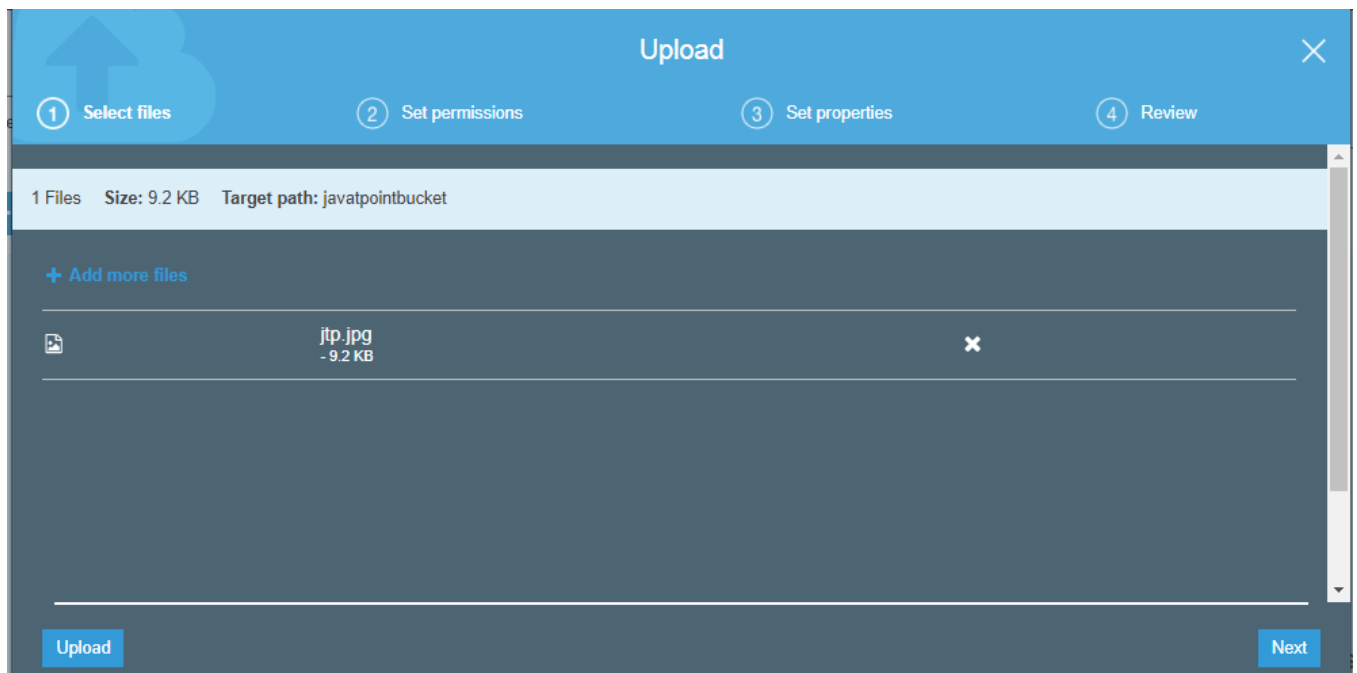 Upload
1 Select files 2 Set permissions 3 Set properties 4 Review
1 Files Size: 9.2 KB Target path: javatpointbucket
+ Add more files
jtp.jpg
- 9.2 KB
Upload Next